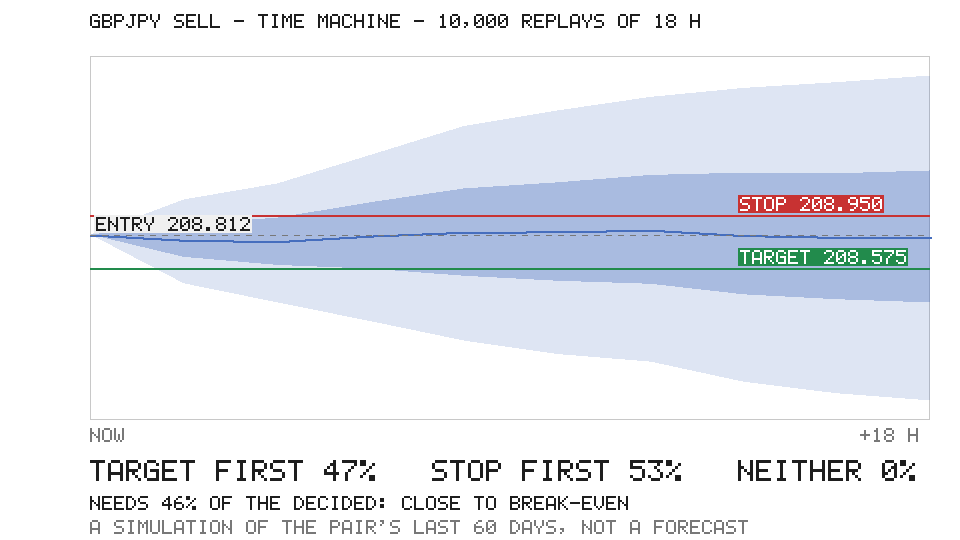 GBPJPY SELL - TIME MACHINE - 10,000 REPLAYS OF 18 H
STOP 208.950
ENTRY 208.812
TARGET 208.575
NOW +18 H
TARGET FIRST 47% STOP FIRST 53% NEITHER 0%
NEEDS 46% OF THE DECIDED: CLOSE TO BREAK-EVEN
A SIMULATION OF THE PAIR'S LAST 60 DAYS, NOT A FORECAST